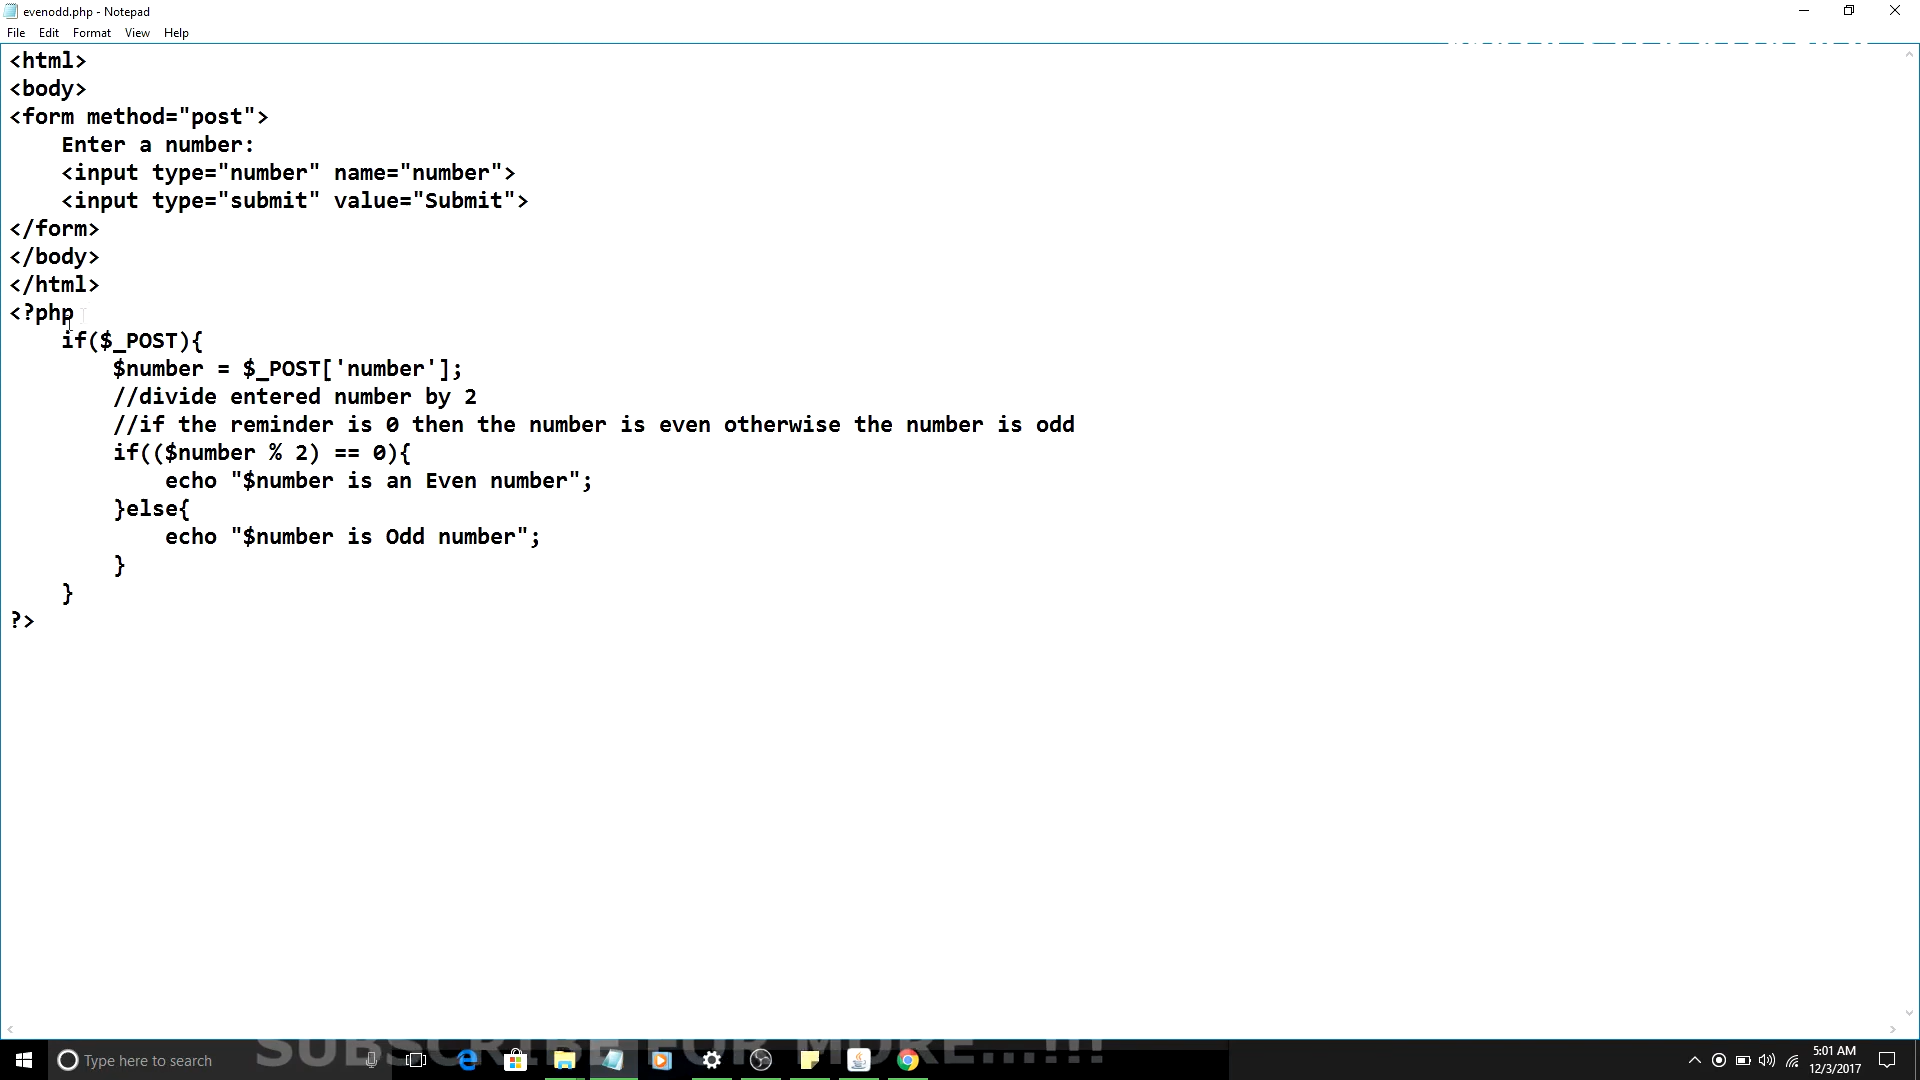 evenodd.php - Notepad
File Edit Format View Help
<html>
<body>
<form method="post">
    Enter a number:
    <input type="number" name="number">
    <input type="submit" value="Submit">
</form>
</body>
</html>
<?php
    if($_POST){
        $number = $_POST['number'];
        //divide entered number by 2
        //if the reminder is 0 then the number is even otherwise the number is odd
        if(($number % 2) == 0){
            echo "$number is an Even number";
        }else{
            echo "$number is Odd number";
        }
    }
?>
SUBSCRIBE FOR MORE...!!!
Type here to search
5:01 AM
12/3/2017